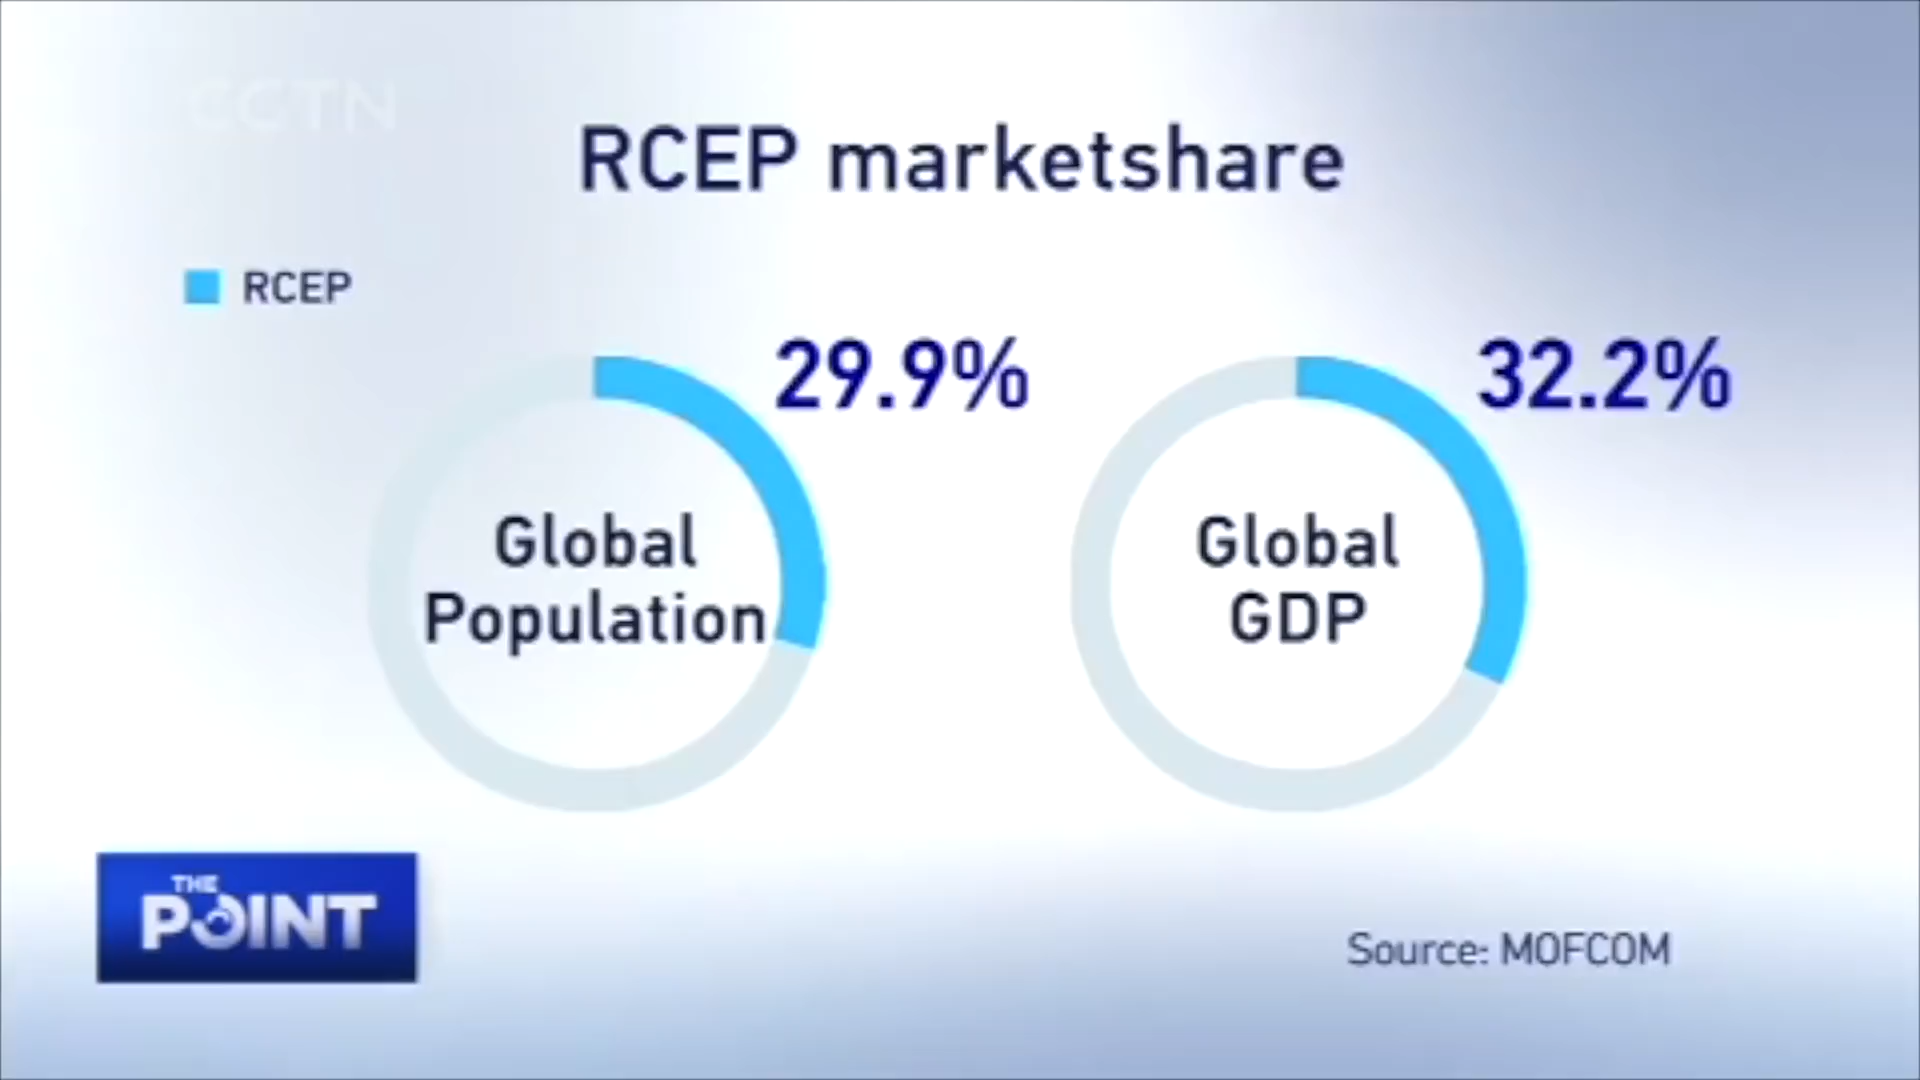 CGTN
RCEP marketshare
RCEP
29.9%
Global
Population
32.2%
Global
GDP
THE
POINT
Source: MOFCOM